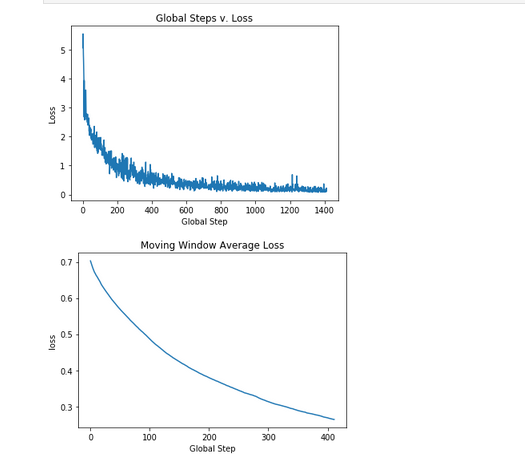 Global Steps v. Loss
5
4
3
2
1
0
Loss
0 200 400 600 800 1000 1200 1400
Global Step
Moving Window Average Loss
0.7
0.6
0.5
0.4
0.3
loss
0 100 200 300 400
Global Step